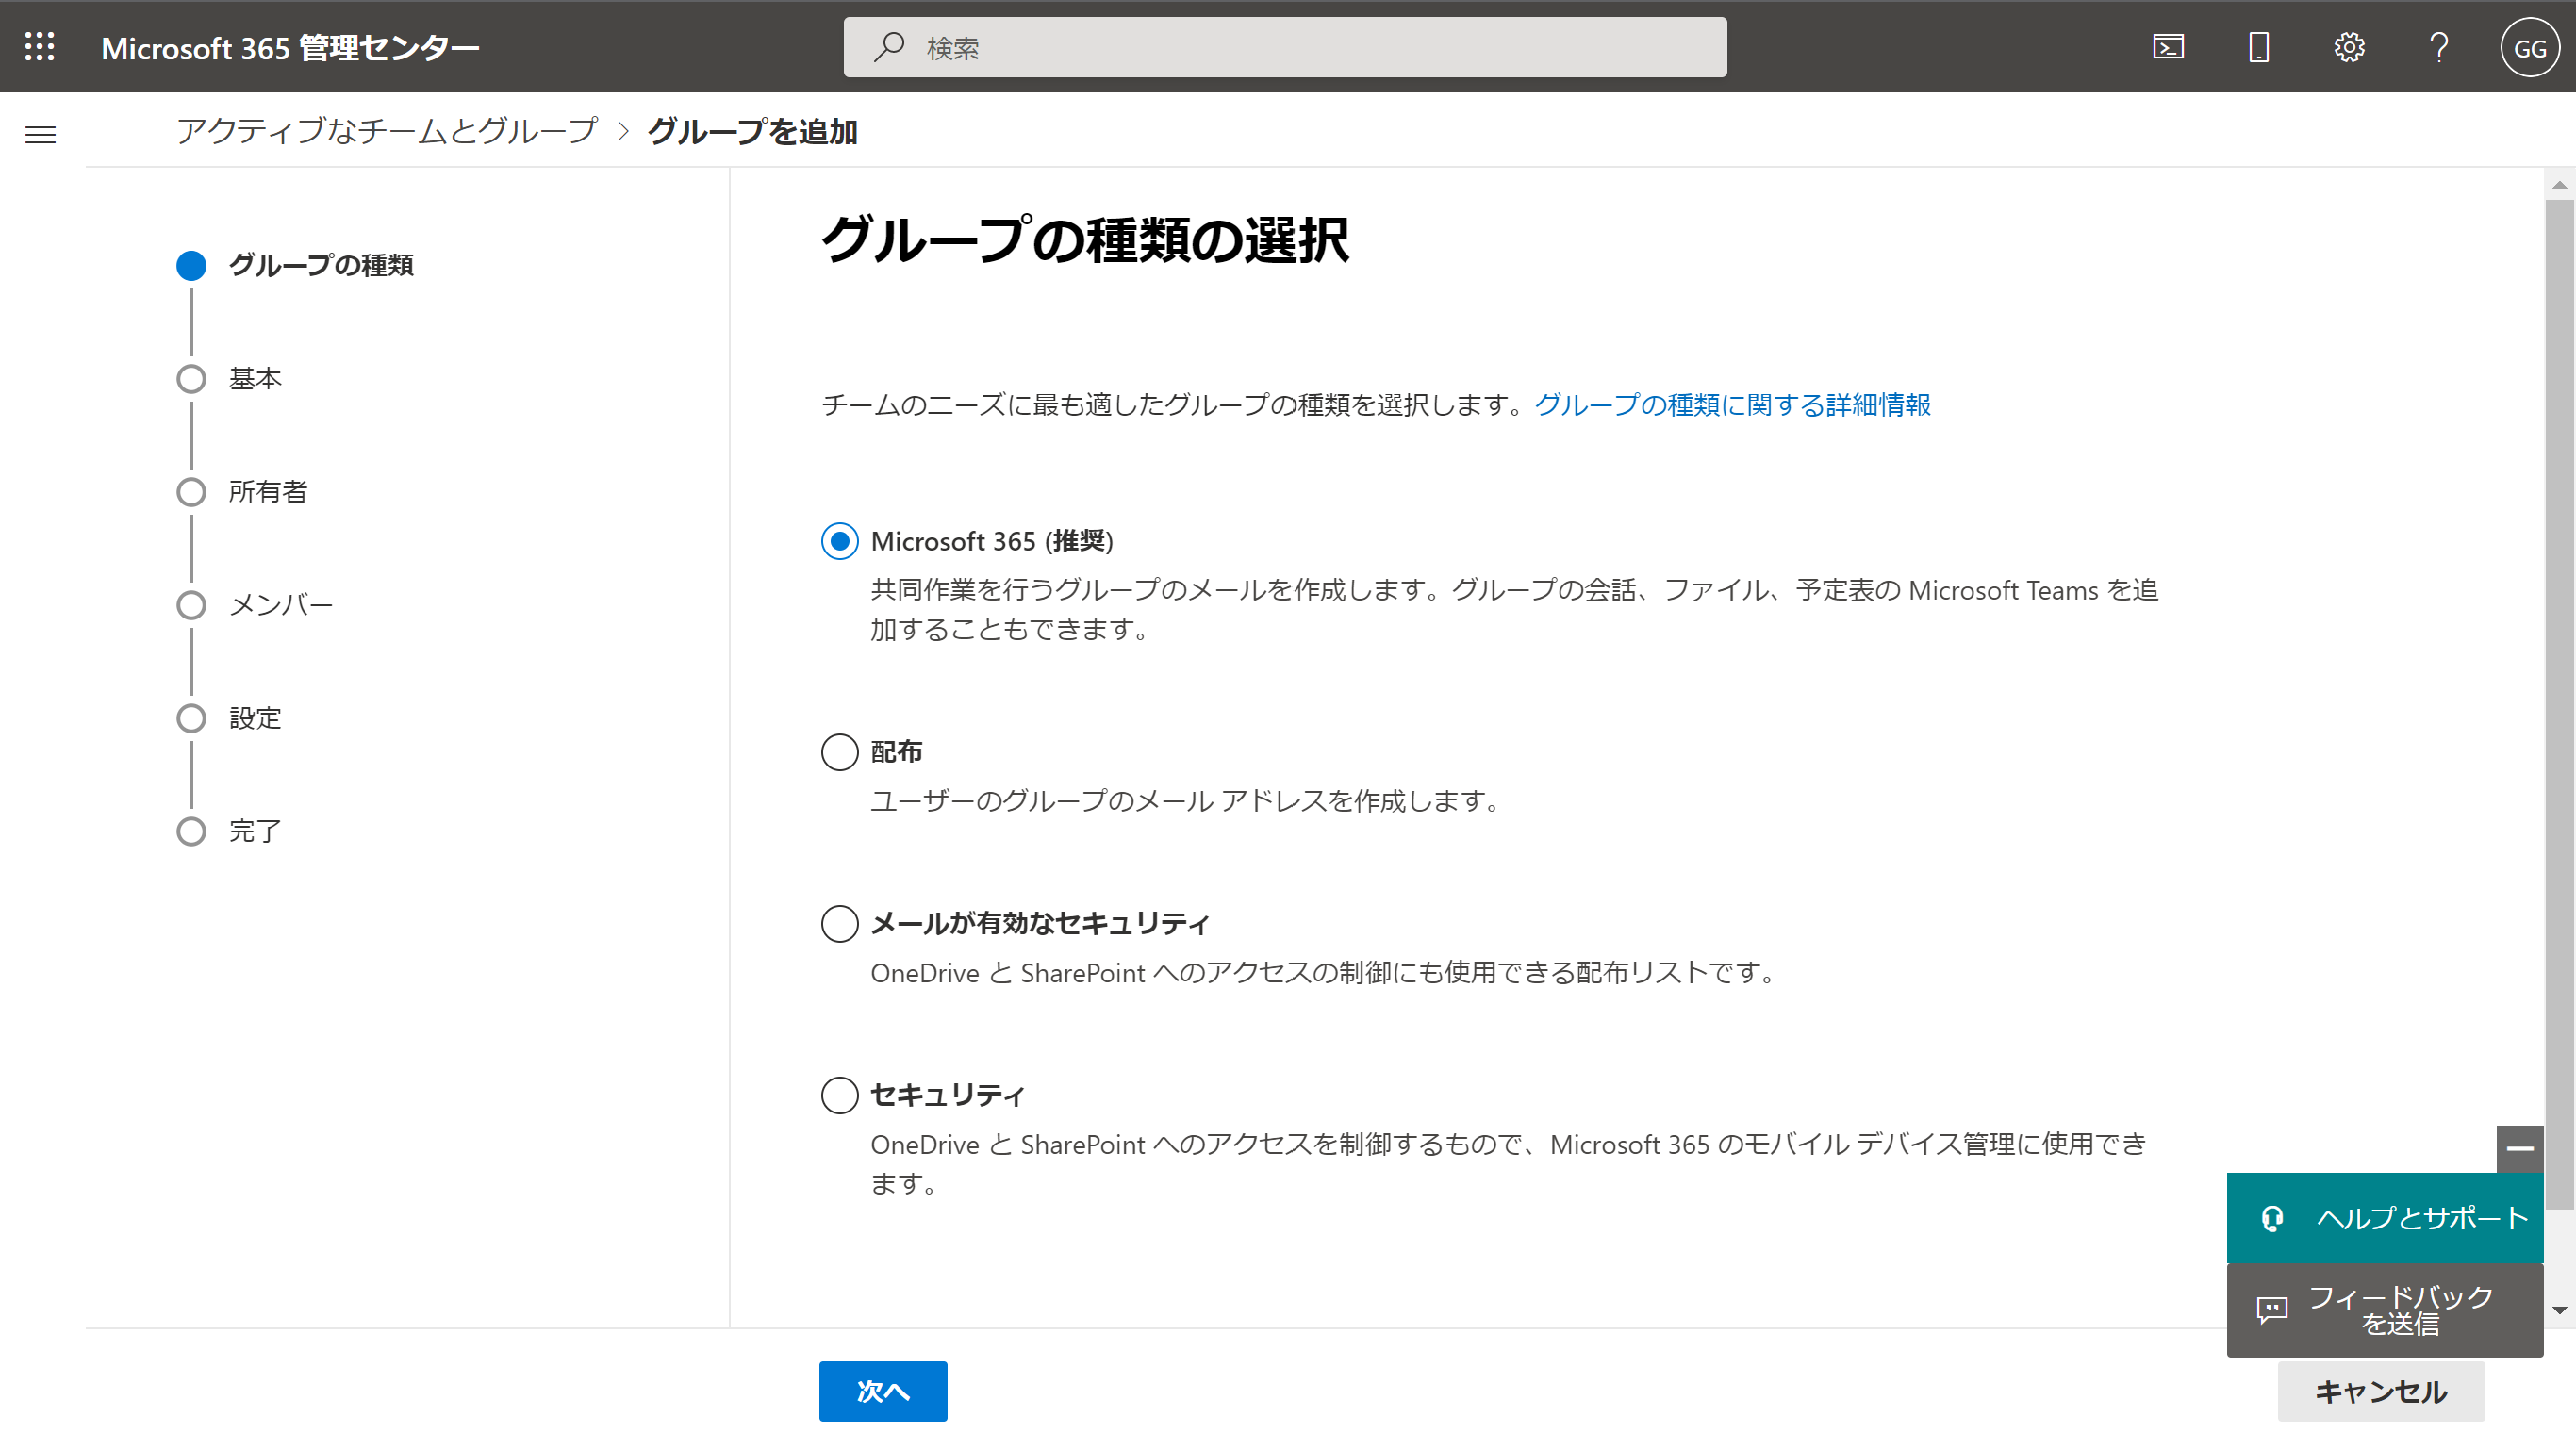 Microsoft 365 管理センター
検索
GG
アクティブなチームとグループ > グループを追加
グループの種類
基本
所有者
メンバー
設定
完了
グループの種類の選択
チームのニーズに最も適したグループの種類を選択します。グループの種類に関する詳細情報
Microsoft 365 (推奨)
共同作業を行うグループのメールを作成します。グループの会話、ファイル、予定表の Microsoft Teams を追
加することもできます。
配布
ユーザーのグループのメール アドレスを作成します。
メールが有効なセキュリティ
OneDrive と SharePoint へのアクセスの制御にも使用できる配布リストです。
セキュリティ
OneDrive と SharePoint へのアクセスを制御するもので、Microsoft 365 のモバイル デバイス管理に使用でき
ます。
ヘルプとサポート
フィードバック
を送信
次へ
キャンセル